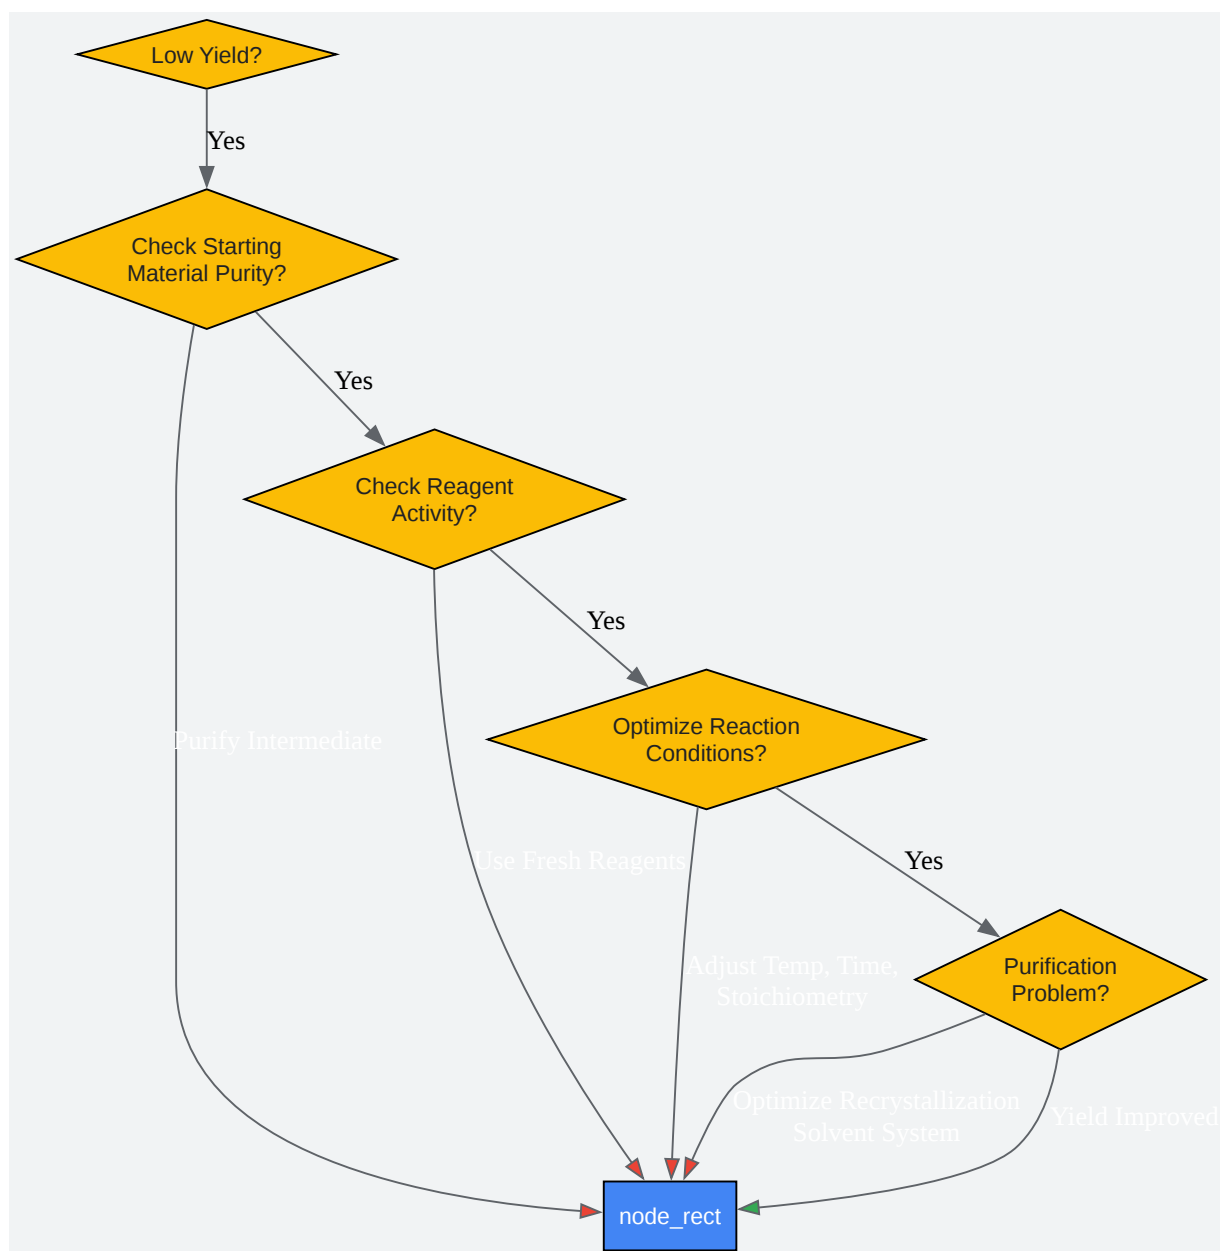 Low Yield?
Yes
Check Starting
Material Purity?
Yes
Check Reagent
Activity?
Yes
Optimize Reaction
Conditions?
Purify Intermediate
Use Fresh Reagents
Yes
Adjust Temp, Time,
Stoichiometry
Purification
Problem?
Optimize Recrystallization
Solvent System
Yield Improved
node_rect